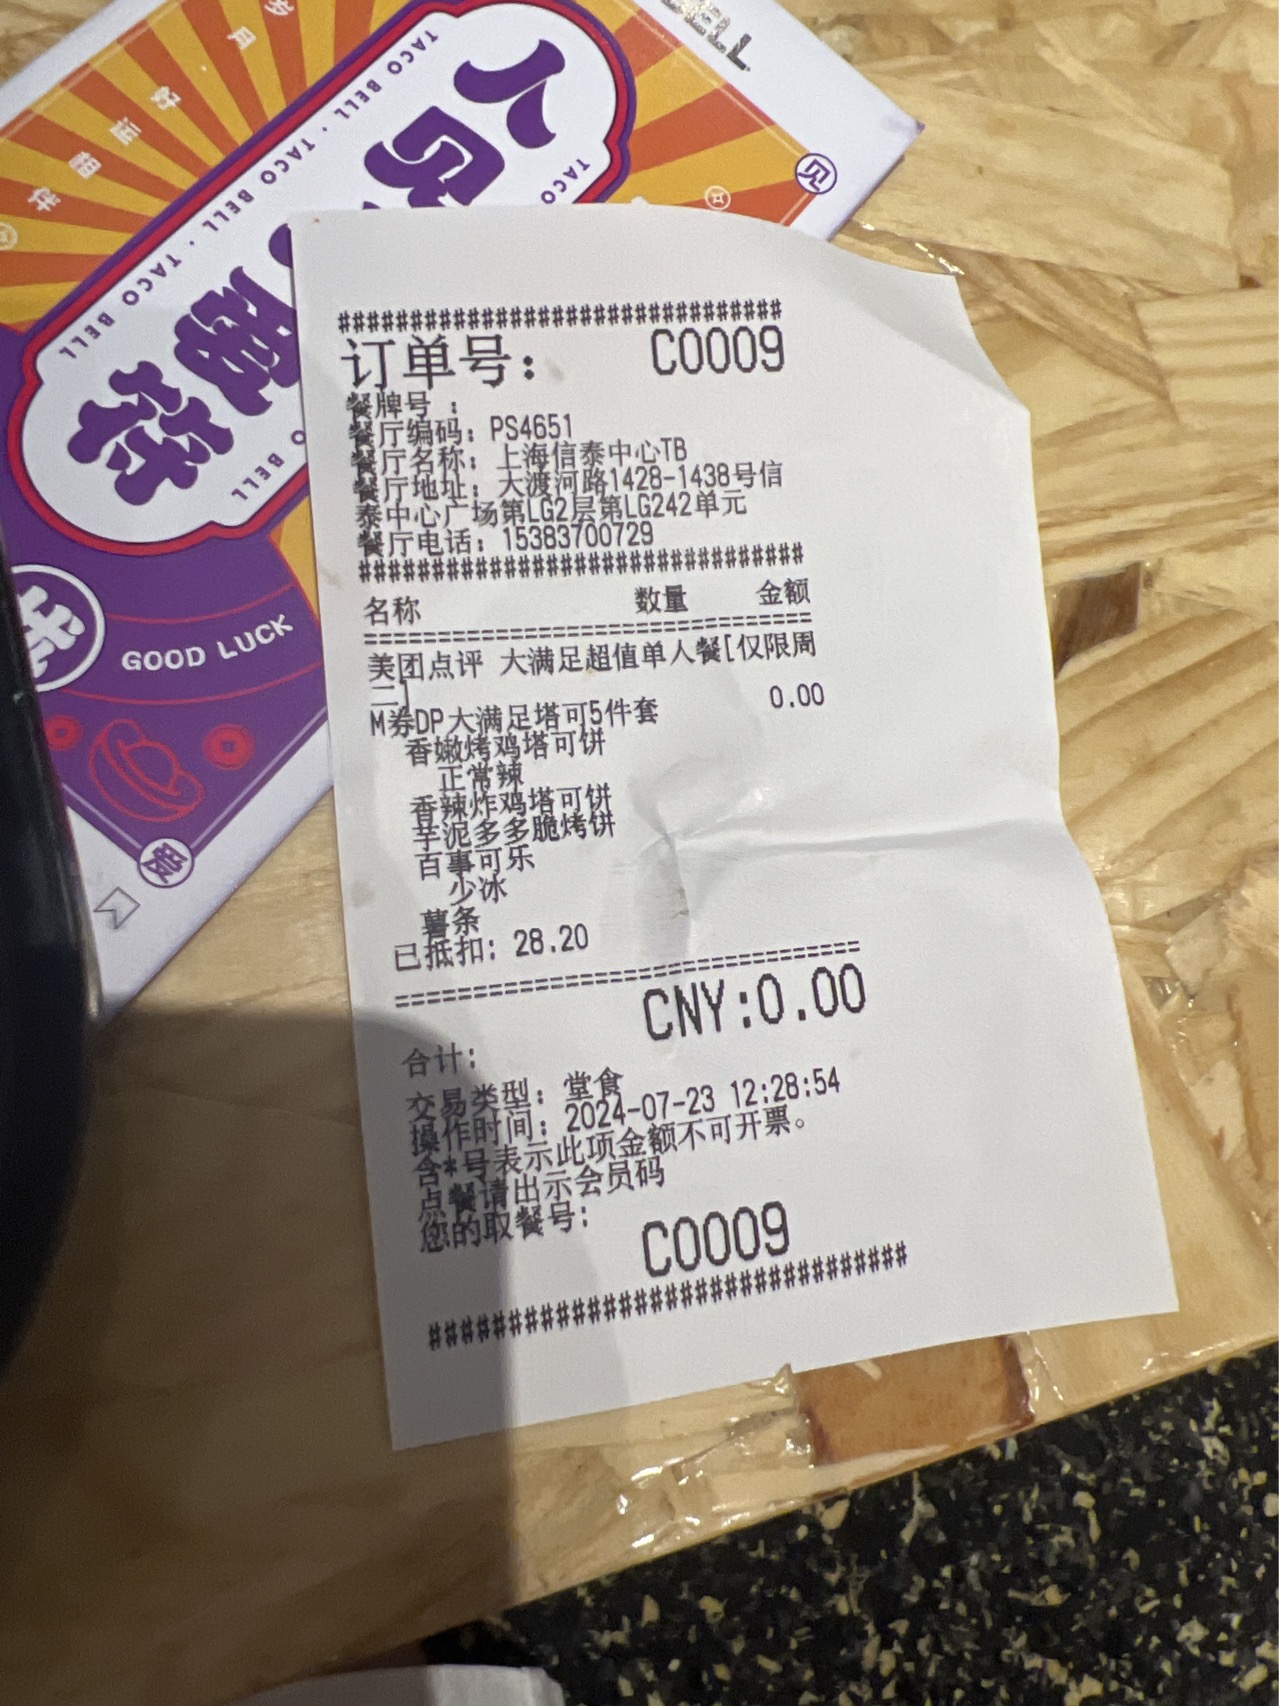 BELL
TACO BELL · TACO BELL · TACO BELL
人见
愿符
TACO
O BELL
见
GOOD LUCK
爱
##############################
订单号： C0009
餐牌号 ：
餐厅编码：PS4651
餐厅名称：上海信泰中心TB
餐厅地址：大渡河路1428-1438号信
泰中心广场第LG2层第LG242单元
餐厅电话：15383700729
##############################
名称 数量 金额
==============================
美团点评 大满足超值单人餐[仅限周
二]
M券DP大满足塔可5件套 0.00
香嫩烤鸡塔可饼
正常辣
香辣炸鸡塔可饼
芋泥多多脆烤饼
百事可乐
少冰
薯条
已抵扣：28.20
==============================
CNY:0.00
合计：
交易类型：堂食
操作时间：2024-07-23 12:28:54
含*号表示此项金额不可开票。
点餐请出示会员码
您的取餐号：
C0009
##############################